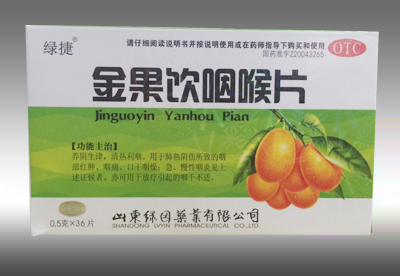 绿捷®
请仔细阅读说明书并按说明使用或在药师指导下购买和使用
国药准字Z20043265
OTC
金果饮咽喉片
Jinguoyin Yanhou Pian
【功能主治】
养阴生津，清热利咽。用于肺热阴伤所致的咽
部红肿、咽痛、口干咽燥；急、慢性咽炎见上
述证候者。亦可用于放疗引起的咽干不适。
0.5克×36片
山东绿因药业有限公司
SHANDONG LVYIN PHARMACEUTICAL CO.,LTD.